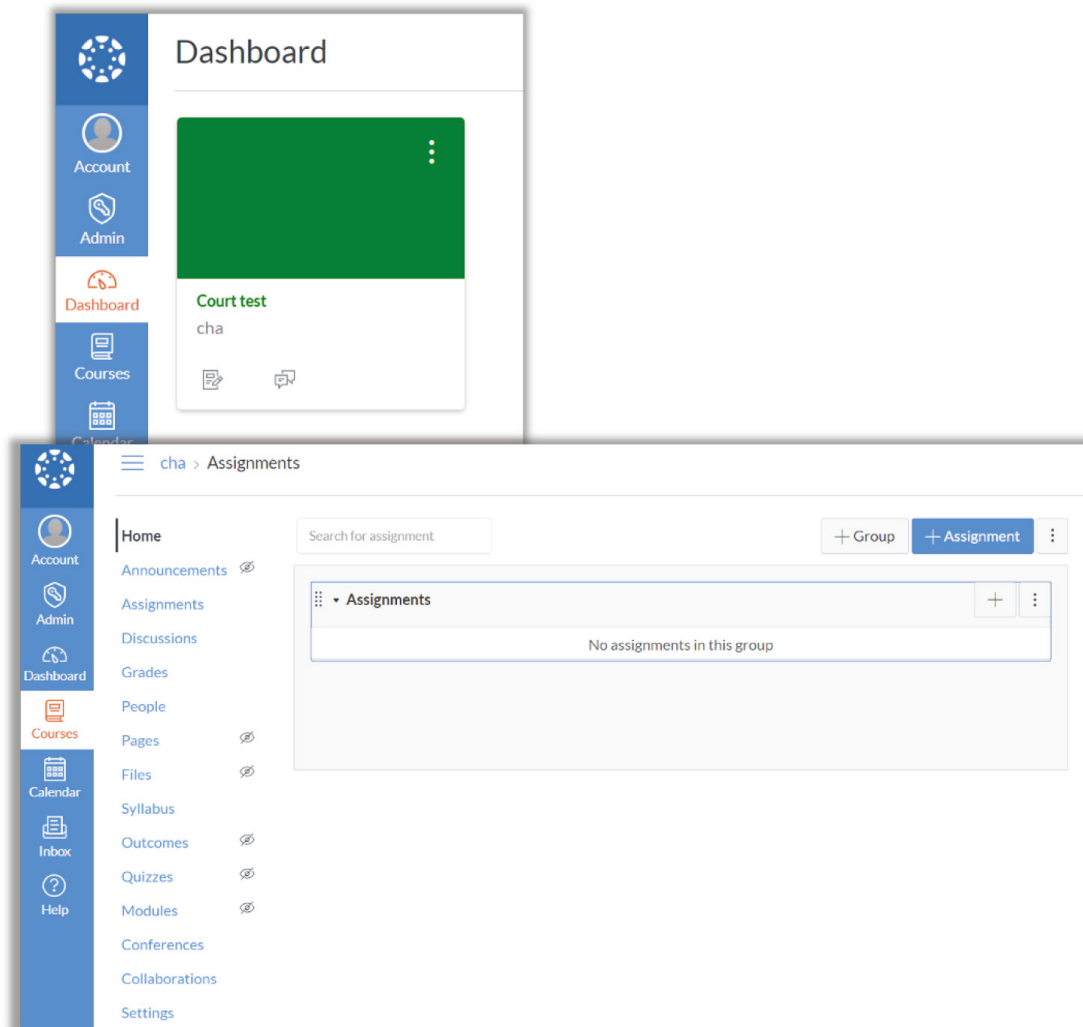 Dashboard
Account
Admin
Dashboard
Courses
Calendar
Court test
cha
cha > Assignments
Account
Admin
Dashboard
Courses
Calendar
Inbox
Help
Home
Announcements
Assignments
Discussions
Grades
People
Pages
Files
Syllabus
Outcomes
Quizzes
Modules
Conferences
Collaborations
Settings
Search for assignment
+ Group
+ Assignment
Assignments
+
No assignments in this group